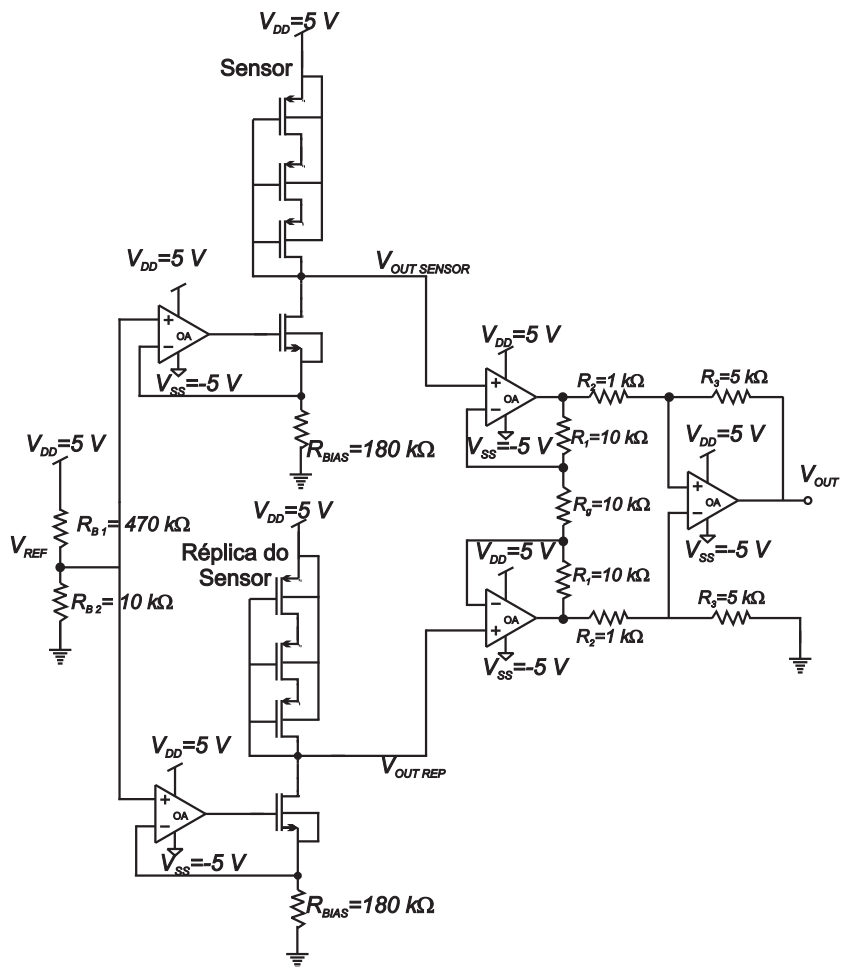 V_DD=5 V
Sensor
V_OUT SENSOR
V_DD=5 V
+
OA
−
V_SS=-5 V
R_BIAS=180 kΩ
V_DD=5 V
+
OA
−
V_SS=-5 V
R_2=1 kΩ
R_3=5 kΩ
R_1=10 kΩ
V_DD=5 V
+
OA
−
V_SS=-5 V
V_OUT
R_g=10 kΩ
V_DD=5 V
R_B1=470 kΩ
V_REF
R_B2=10 kΩ
V_DD=5 V
Réplica do
Sensor
V_DD=5 V
R_1=10 kΩ
−
OA
+
V_SS=-5 V
R_2=1 kΩ
R_3=5 kΩ
V_OUT REP
V_DD=5 V
+
OA
−
V_SS=-5 V
R_BIAS=180 kΩ